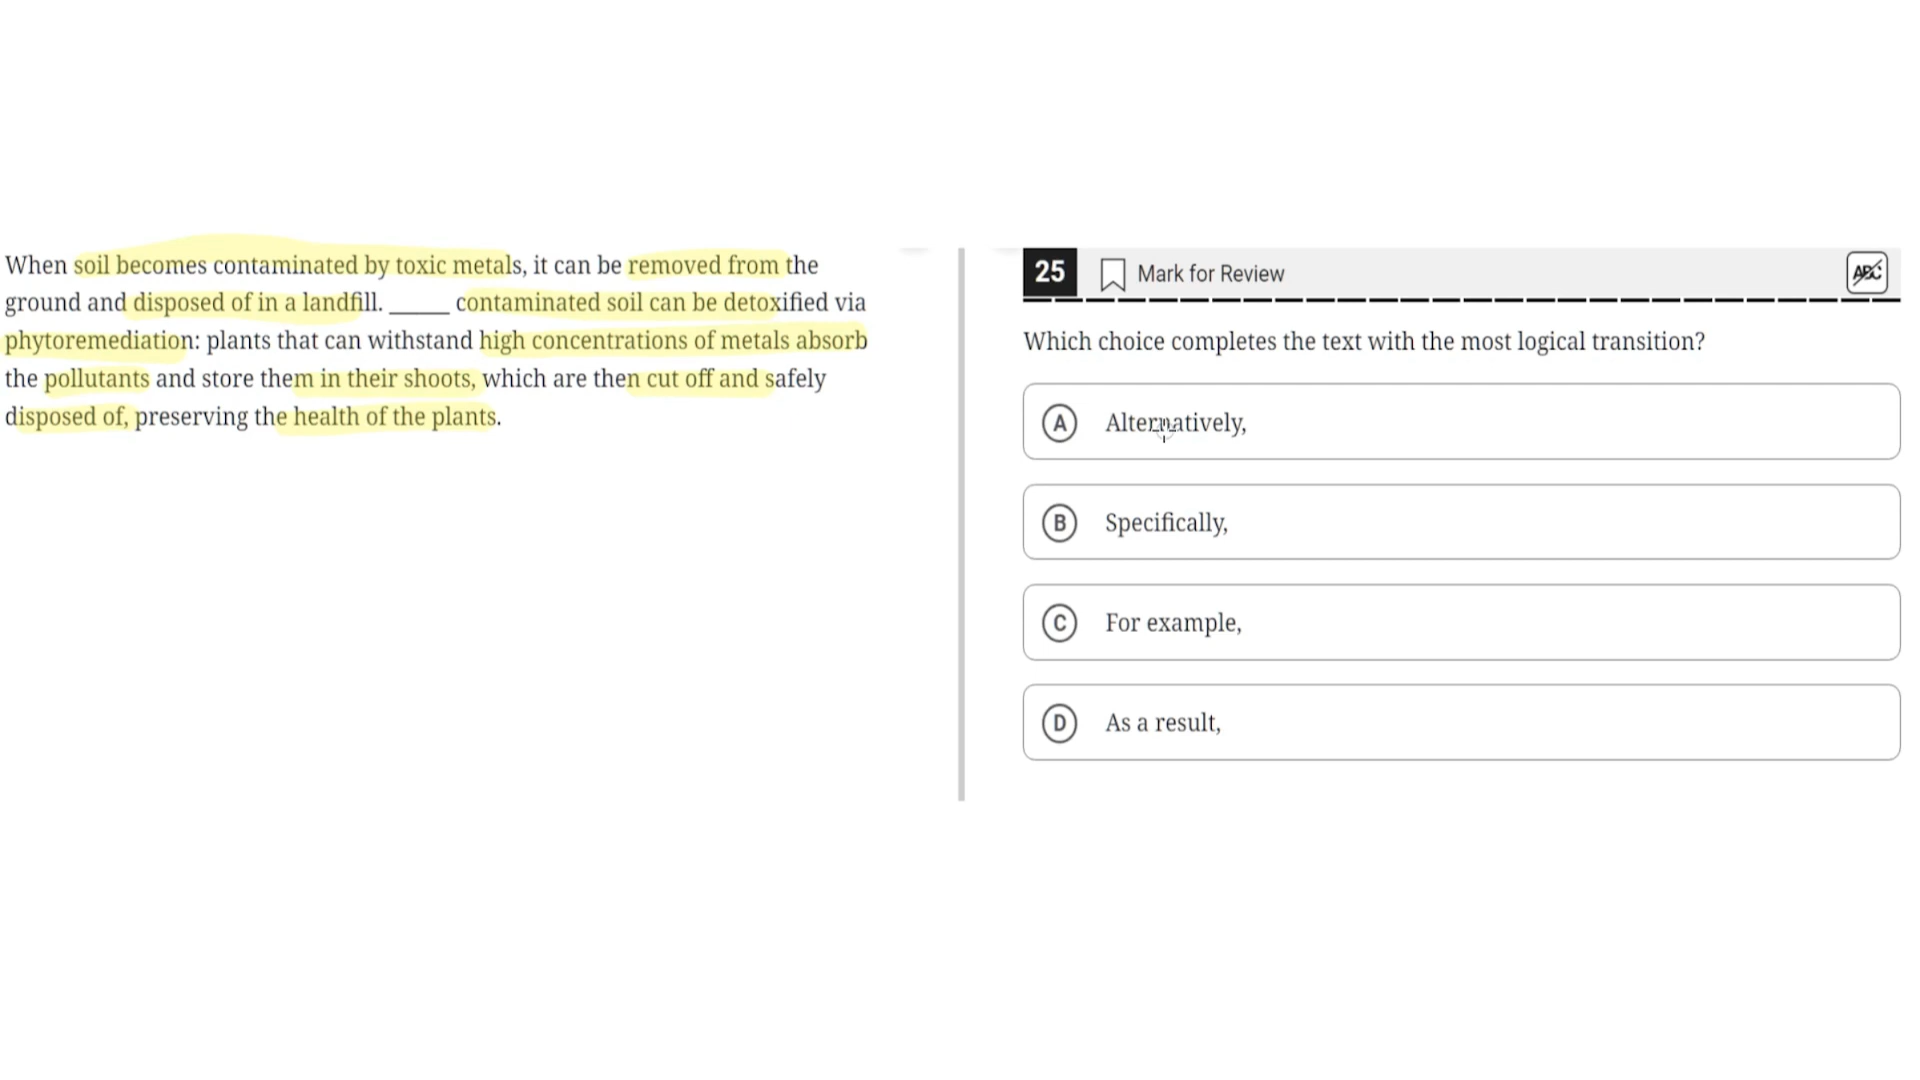 When soil becomes contaminated by toxic metals, it can be removed from the
ground and disposed of in a landfill. ______ contaminated soil can be detoxified via
phytoremediation: plants that can withstand high concentrations of metals absorb
the pollutants and store them in their shoots, which are then cut off and safely
disposed of, preserving the health of the plants.
25 Mark for Review ABC
Which choice completes the text with the most logical transition?
A Alternatively,
B Specifically,
C For example,
D As a result,